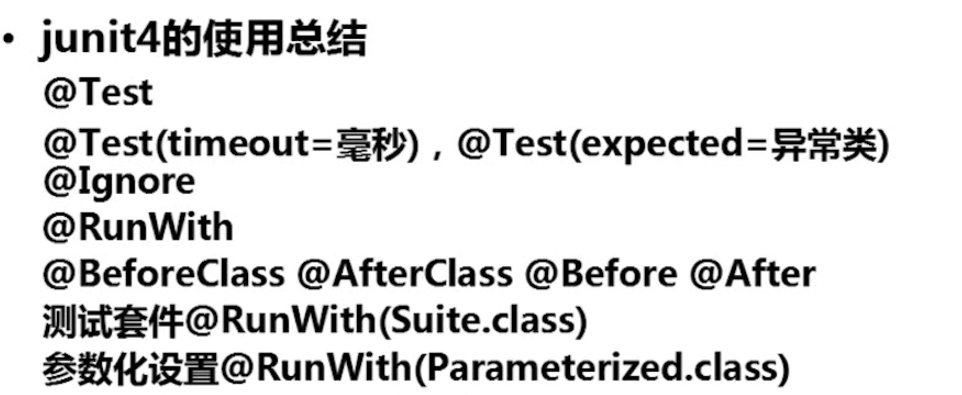 • junit4的使用总结
@Test
@Test(timeout=毫秒)，@Test(expected=异常类)
@Ignore
@RunWith
@BeforeClass @AfterClass @Before @After
测试套件@RunWith(Suite.class)
参数化设置@RunWith(Parameterized.class)